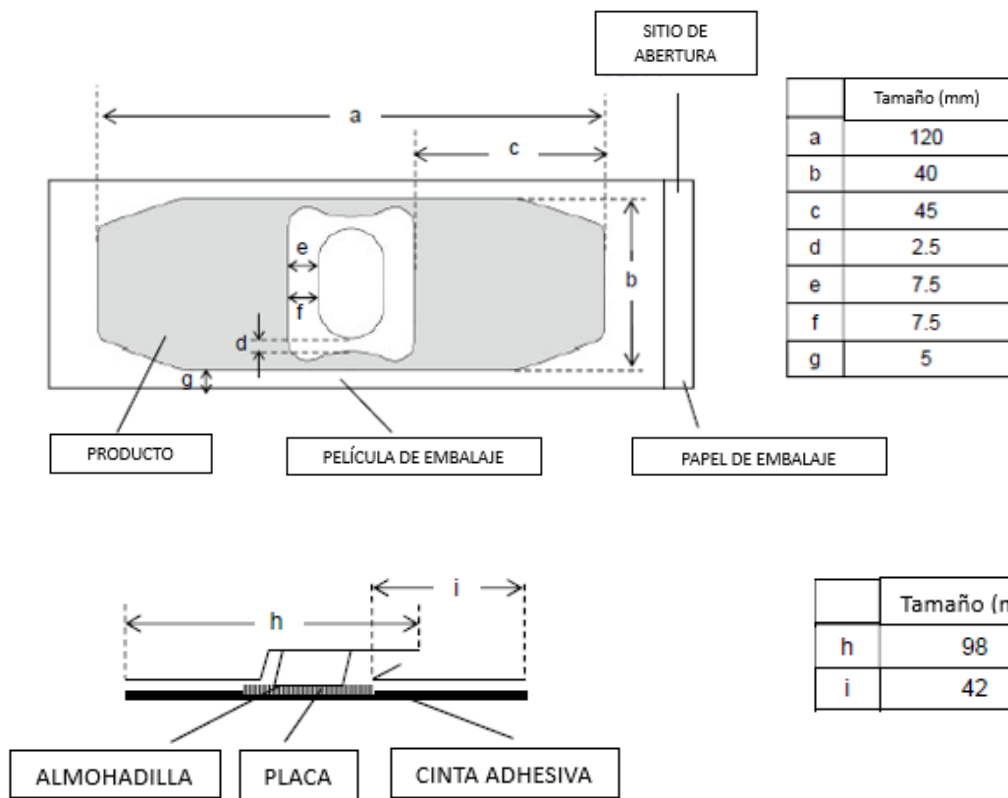 SITIO DE
ABERTURA
a
c
e
f
b
d
g
PRODUCTO
PELÍCULA DE EMBALAJE
PAPEL DE EMBALAJE
Tamaño (mm)
a 120
b 40
c 45
d 2.5
e 7.5
f 7.5
g 5
i
h
ALMOHADILLA
PLACA
CINTA ADHESIVA
Tamaño (m
h 98
i 42